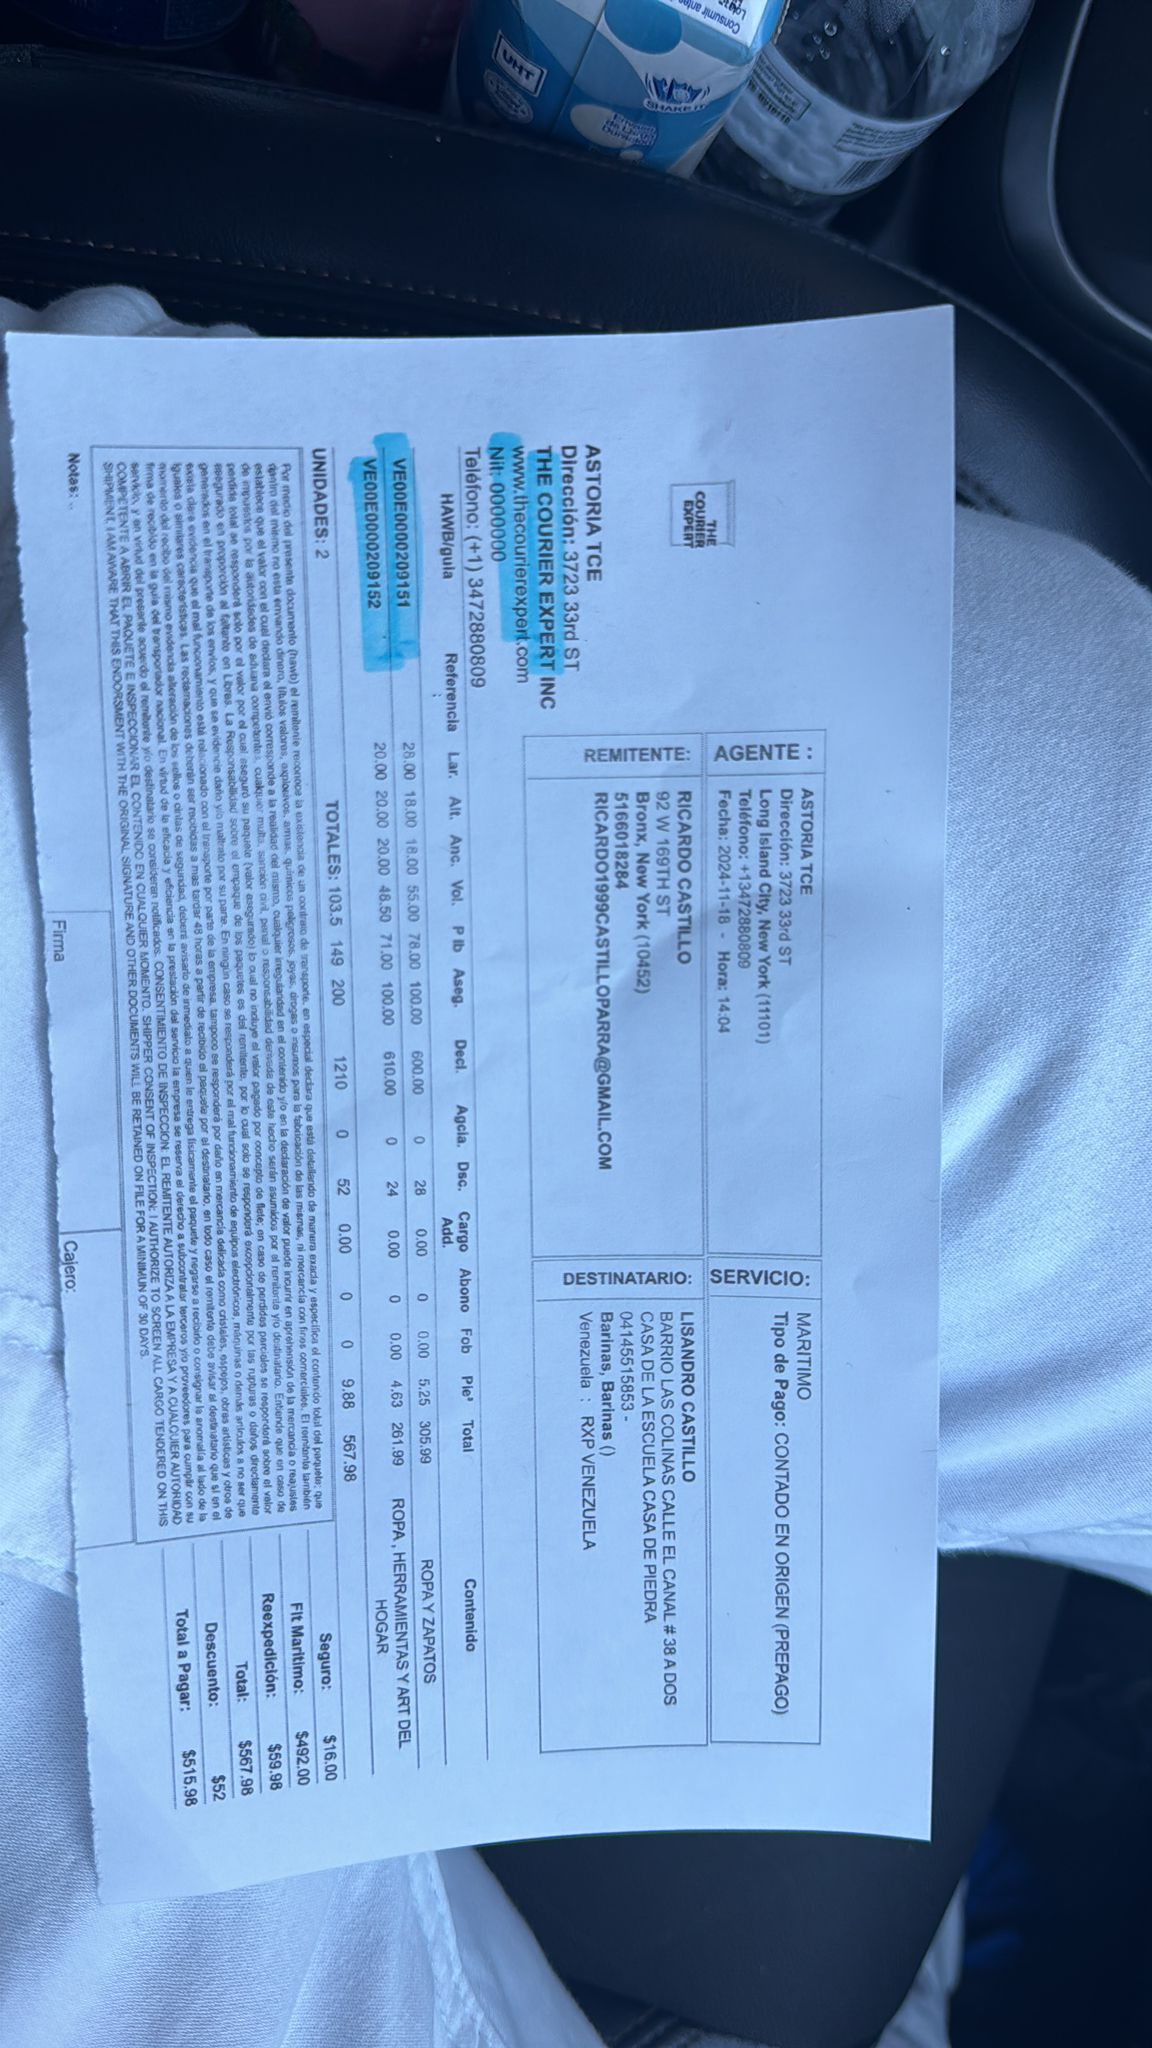 THE
COURIER
EXPERT
ASTORIA TCE
Dirección: 3723 33rd ST
THE COURIER EXPERT INC
www.thecourierexpert.com
Nit: 0000000
Teléfono: (+1) 3472880809
AGENTE :
ASTORIA TCE
Dirección: 3723 33rd ST
Long Island City, New York (11101)
Teléfono: +13472880809
Fecha: 2024-11-18 - Hora: 14:04
SERVICIO:
MARITIMO
Tipo de Pago: CONTADO EN ORIGEN (PREPAGO)
REMITENTE:
RICARDO CASTILLO
92 W 169TH ST
Bronx, New York (10452)
5166018284
RICARDO1999CASTILLOPARRA@GMAIL.COM
DESTINATARIO:
LISANDRO CASTILLO
BARRIO LAS COLINAS CALLE EL CANAL # 38 A DOS
CASA DE LA ESCUELA CASA DE PIEDRA
04145515853 -
Barinas, Barinas ()
Venezuela : RXP VENEZUELA
HAWB/guia Referencia Lar. Alt. Anc. Vol. P lb Aseg. Decl. Agcia. Dsc. Cargo Add. Abono Fob Pie³ Total Contenido
VE00E0000209151 28.00 18.00 18.00 55.00 78.00 100.00 600.00 0 28 0.00 0 0.00 5.25 305.99 ROPA Y ZAPATOS
VE00E0000209152 20.00 20.00 20.00 48.50 71.00 100.00 610.00 0 24 0.00 0 0.00 4.63 261.99 ROPA , HERRAMIENTAS Y ART DEL
HOGAR
UNIDADES: 2 TOTALES: 103.5 149 200 1210 0 52 0.00 0 0 9.88 567.98
Por medio del presente documento (hawb) el remitente reconoce la existencia de un contrato de transporte, en especial declara que está detallando de manera exacta y especifica el contenido total del paquete; que
dentro del mismo no esta enviando dinero, títulos valores, explosivos, armas, químicos peligrosos, joyas, drogas o insumos para la fabricación de las mismas, ni mercancía con fines comerciales. El remitente también
establece que el valor con el cual declara el envió corresponde a la realidad del mismo, cualquier irregularidad en el contenido y/o en la declaración de valor puede incurrir en aprehensión de la mercancía o reajustes
de impuestos por la autoridades de aduana competentes, cualquier multa, sanción civil, penal o responsabilidad derivada de este hecho serán asumidos por el remitente y/o destinatario. Entiende que en caso de
perdida total se responderá solo por el valor por el cual aseguró su paquete (valor asegurado) lo cual no incluye el valor pagado por concepto de flete; en caso de perdidas parciales se responderá sobre el valor
asegurado en proporción al faltante en Libras. La Responsabilidad sobre el empaque de los paquetes es del remitente, por lo cual solo se responderá excepcionalmente por las rupturas o daños directamente
generados en el transporte de los envíos, y que se evidencie daño y/o maltrato por su parte. En ningún caso se responderá por el mal funcionamiento de equipos electrónicos, máquinas o demás artículos a no ser que
exista clara evidencia que el mal funcionamiento está relacionado con el transporte por parte de la empresa, tampoco se responderá por daño en mercancía delicada como cristales, espejos, obras artísticas y otros de
iguales o similares características. Las reclamaciones deberán ser recibidas a mas tardar 48 horas a partir de recibido el paquete por el destinatario, en todo caso el remitente debe avisar al destinatario que si en el
momento del recibo del mismo evidencia alteración de los sellos o cintas de seguridad, deberá avisarlo de inmediato a quien le entrega físicamente el paquete y negarse a recibirlo o consignar la anomalía al lado de la
firma de recibido en la guía del transportador nacional. En virtud de la eficacia y eficiencia en la prestación del servicio la empresa se reserva el derecho a subcontratar terceros y/o proveedores para cumplir con su
servicio, y en virtud del presente acuerdo el remitente y/o destinatario se consideran notificados. CONSENTIMIENTO DE INSPECCIÓN: EL REMITENTE AUTORIZA A LA EMPRESA Y A CUALQUIER AUTORIDAD
COMPETENTE A ABRIR EL PAQUETE E INSPECCIONAR EL CONTENIDO EN CUALQUIER MOMENTO. SHIPPER CONSENT OF INSPECTION: I AUTHORIZE TO SCREEN ALL CARGO TENDERED ON THIS
SHIPMENT. I AM AWARE THAT THIS ENDORSMENT WITH THE ORIGINAL SIGNATURE AND OTHER DOCUMENTS WILL BE RETAINED ON FILE FOR A MINIMUN OF 30 DAYS.
Seguro: $16.00
Flt Maritimo: $492.00
Reexpedición: $59.98
Total: $567.98
Descuento: $52
Total a Pagar: $515.98
Notas: ..
Firma
Cajero:
UHT
SHAKE IT